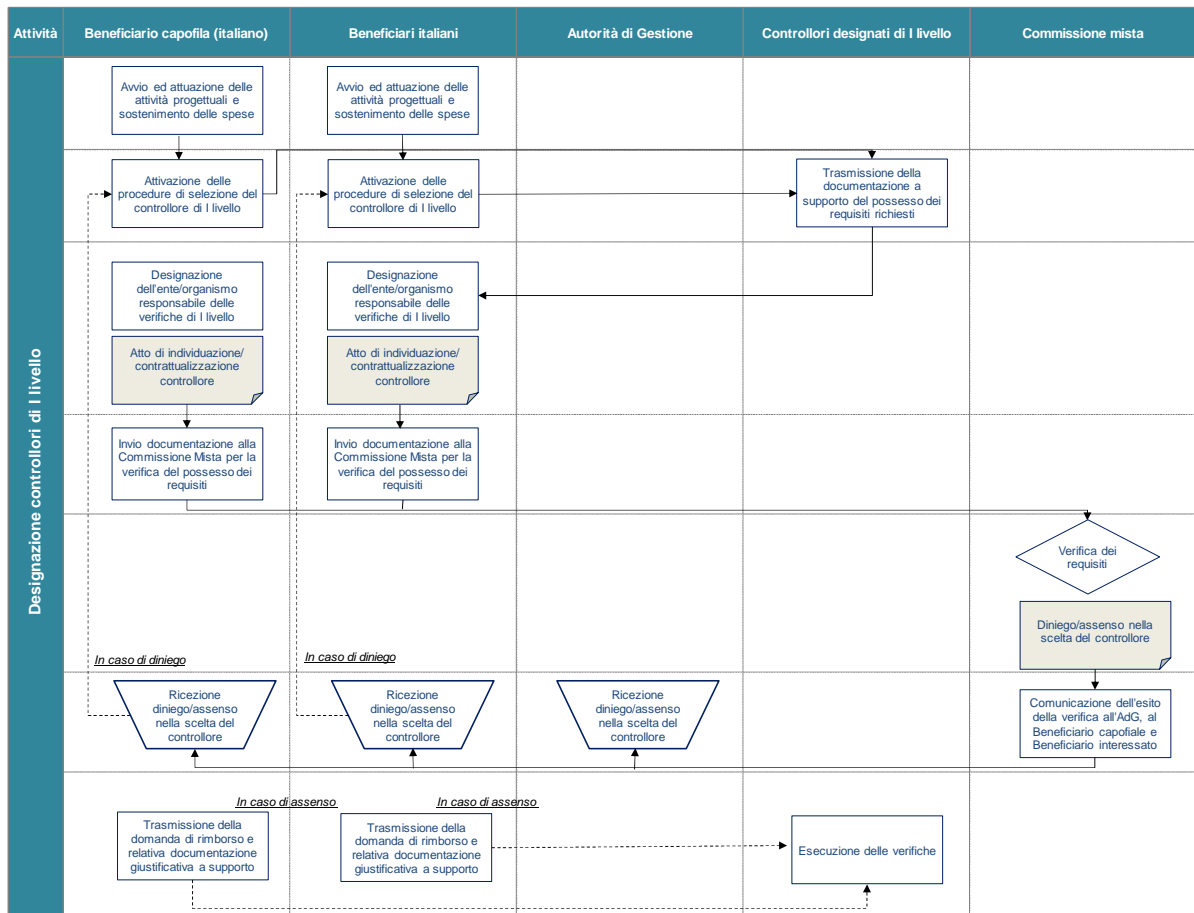 Attività
Beneficiario capofila (italiano)
Beneficiari italiani
Autorità di Gestione
Controllori designati di I livello
Commissione mista
Designazione controllori di I livello
Avvio ed attuazione delle
attività progettuali e
sostenimento delle spese
Avvio ed attuazione delle
attività progettuali e
sostenimento delle spese
Attivazione delle
procedure di selezione del
controllore di I livello
Attivazione delle
procedure di selezione del
controllore di I livello
Trasmissione della
documentazione a
supporto del possesso dei
requisiti richiesti
Designazione
dell'ente/organismo
responsabile delle
verifiche di I livello
Designazione
dell'ente/organismo
responsabile delle
verifiche di I livello
Atto di individuazione/
contrattualizzazione
controllore
Atto di individuazione/
contrattualizzazione
controllore
Invio documentazione alla
Commissione Mista per la
verifica del possesso dei
requisiti
Invio documentazione alla
Commissione Mista per la
verifica del possesso dei
requisiti
Verifica dei
requisiti
Diniego/assenso nella
scelta del controllore
In caso di diniego
In caso di diniego
Ricezione
diniego/assenso
nella scelta del
controllore
Ricezione
diniego/assenso
nella scelta del
controllore
Ricezione
diniego/assenso
nella scelta del
controllore
Comunicazione dell'esito
della verifica all'AdG, al
Beneficiario capofiale e
Beneficiario interessato
In caso di assenso
In caso di assenso
Trasmissione della
domanda di rimborso e
relativa documentazione
giustificativa a supporto
Trasmissione della
domanda di rimborso e
relativa documentazione
giustificativa a supporto
Esecuzione delle verifiche